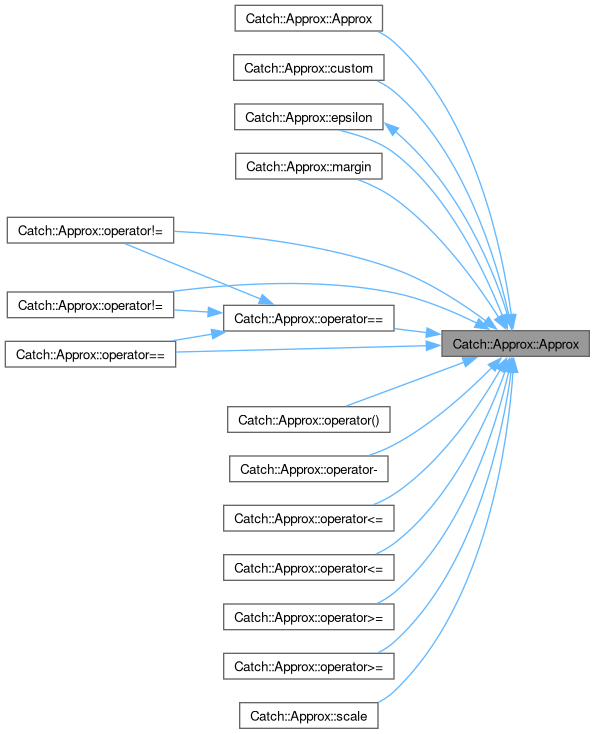 Catch::Approx::Approx
Catch::Approx::custom
Catch::Approx::epsilon
Catch::Approx::margin
Catch::Approx::operator!=
Catch::Approx::operator!=
Catch::Approx::operator==
Catch::Approx::Approx
Catch::Approx::operator==
Catch::Approx::operator()
Catch::Approx::operator-
Catch::Approx::operator<=
Catch::Approx::operator<=
Catch::Approx::operator>=
Catch::Approx::operator>=
Catch::Approx::scale